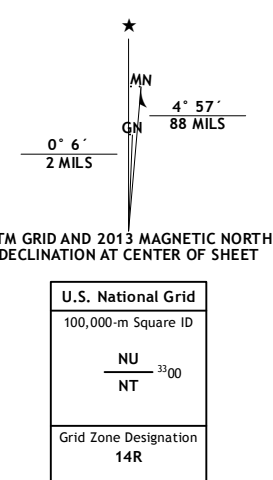 ★
MN
GN
4° 57´
88 MILS
0° 6´
2 MILS
TM GRID AND 2013 MAGNETIC NORTH
DECLINATION AT CENTER OF SHEET
U.S. National Grid
100,000-m Square ID
NU
3300
NT
Grid Zone Designation
14R